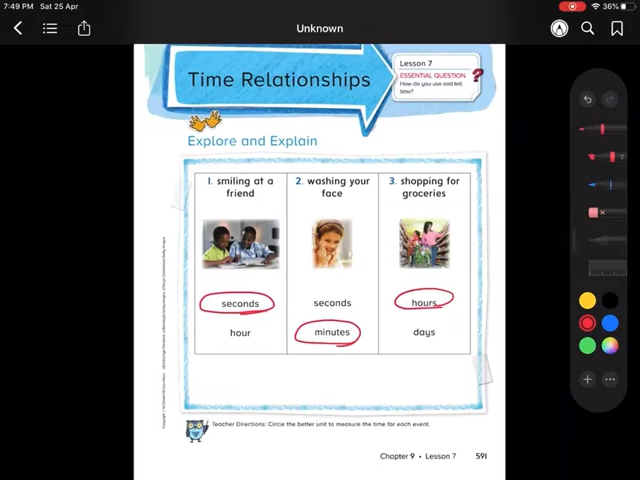 7:49 PM Sat 25 Apr
36%
Unknown
Lesson 7
ESSENTIAL QUESTION
How do you use and tell
time?
?
Time Relationships
Explore and Explain
1. smiling at a
friend
2. washing your
face
3. shopping for
groceries
seconds
seconds
hours
hour
minutes
days
Teacher Directions: Circle the better unit to measure the time for each event.
Chapter 9 • Lesson 7 591